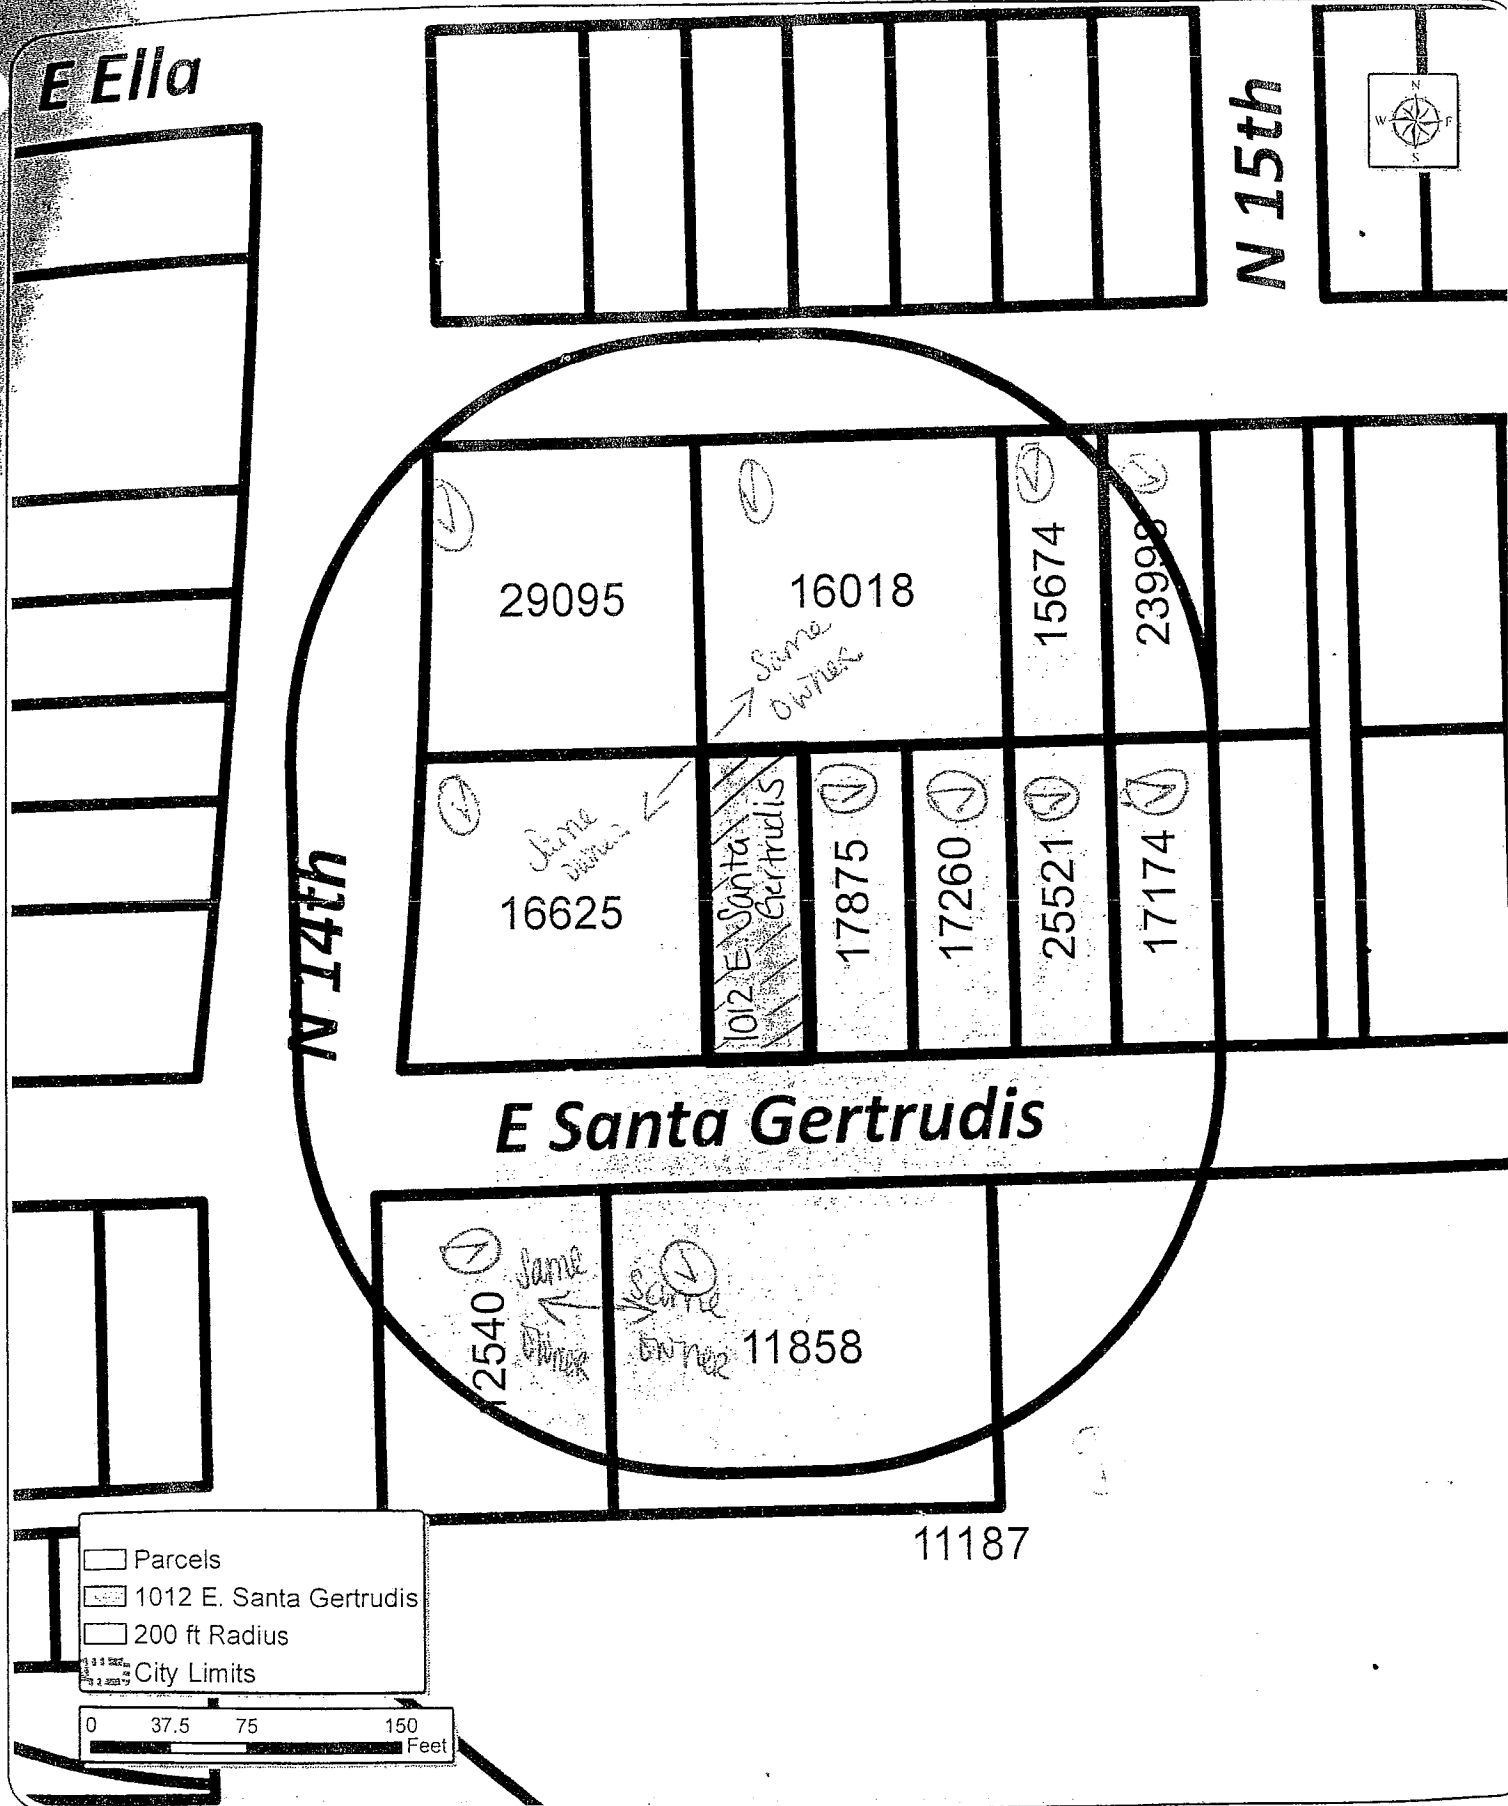 E Ella
N 15th
N
W
S
29095
16018
15674
23998
Same
owner
Same
16625
1012 E. Santa
Gertrudis
17875
17260
25521
17174
N 14th
E Santa Gertrudis
12540
Same
owner
Same
owner
11858
11187
Parcels
1012 E. Santa Gertrudis
200 ft Radius
City Limits
0 37.5 75 150
Feet